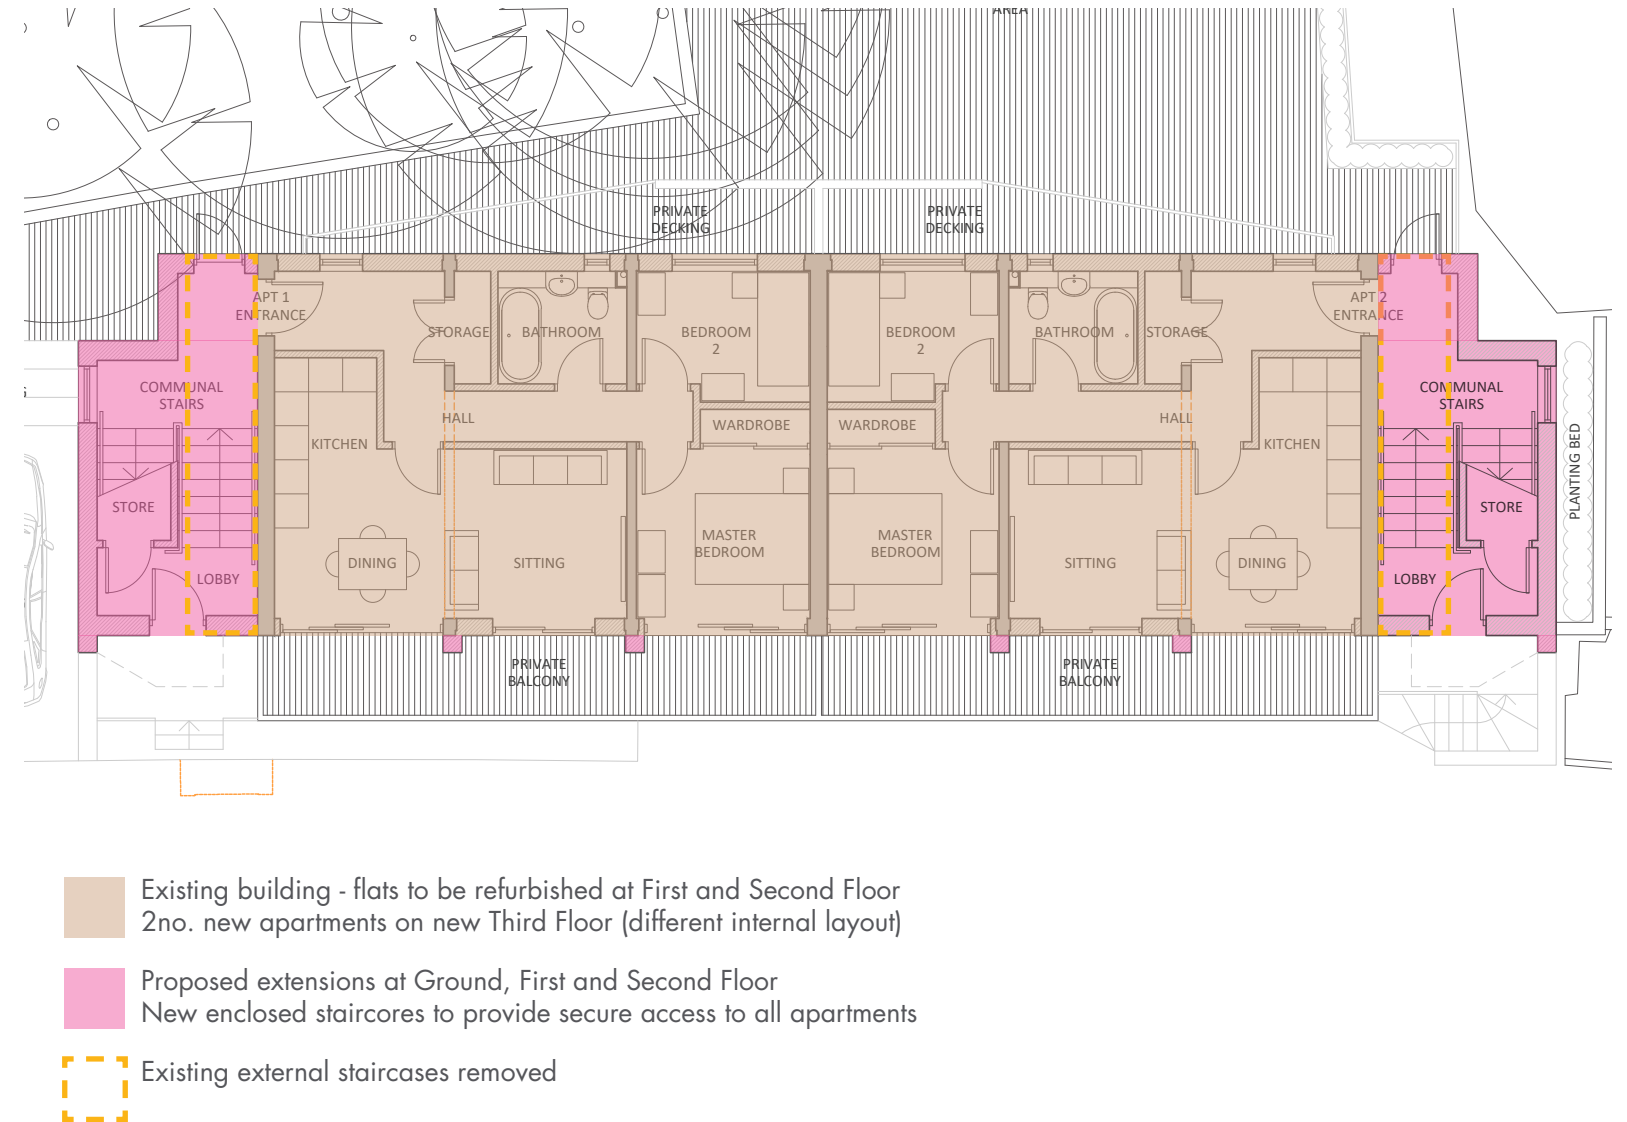 AREA
PRIVATE
DECKING
PRIVATE
DECKING
APT 1
ENTRANCE
STORAGE
BATHROOM
BEDROOM
2
BEDROOM
2
BATHROOM
STORAGE
APT 2
ENTRANCE
COMMUNAL
STAIRS
HALL
KITCHEN
WARDROBE
WARDROBE
HALL
KITCHEN
COMMUNAL
STAIRS
STORE
LOBBY
DINING
SITTING
MASTER
BEDROOM
MASTER
BEDROOM
SITTING
DINING
LOBBY
STORE
PLANTING BED
PRIVATE
BALCONY
PRIVATE
BALCONY
Existing building - flats to be refurbished at First and Second Floor
2no. new apartments on new Third Floor (different internal layout)
Proposed extensions at Ground, First and Second Floor
New enclosed staircores to provide secure access to all apartments
Existing external staircases removed